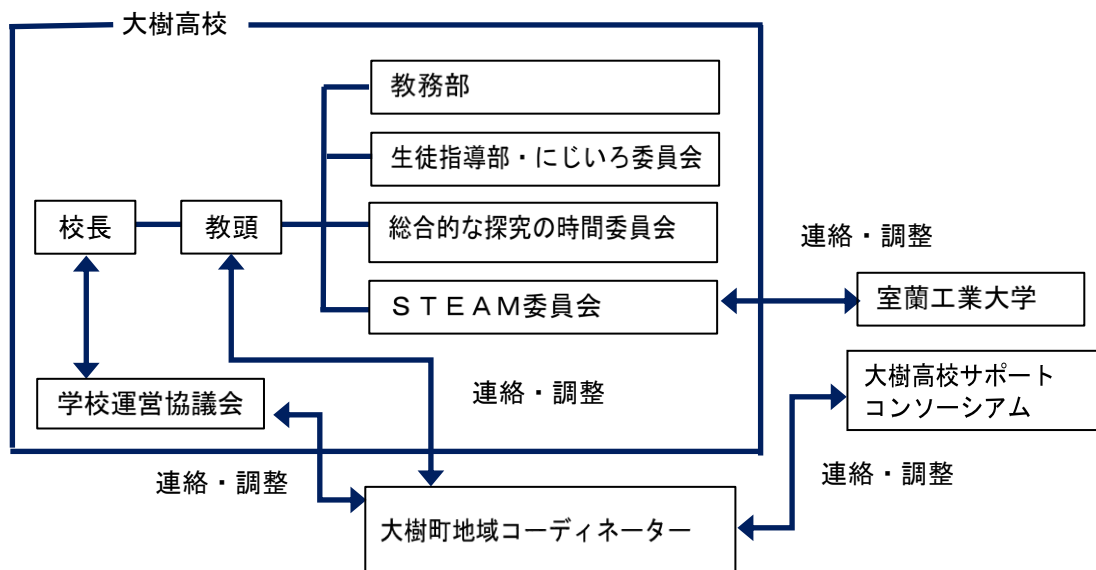 大樹高校
教務部
生徒指導部・にじいろ委員会
校長
教頭
総合的な探究の時間委員会
連絡・調整
ＳＴＥＡＭ委員会
室蘭工業大学
学校運営協議会
連絡・調整
大樹高校サポート
コンソーシアム
連絡・調整
連絡・調整
大樹町地域コーディネーター